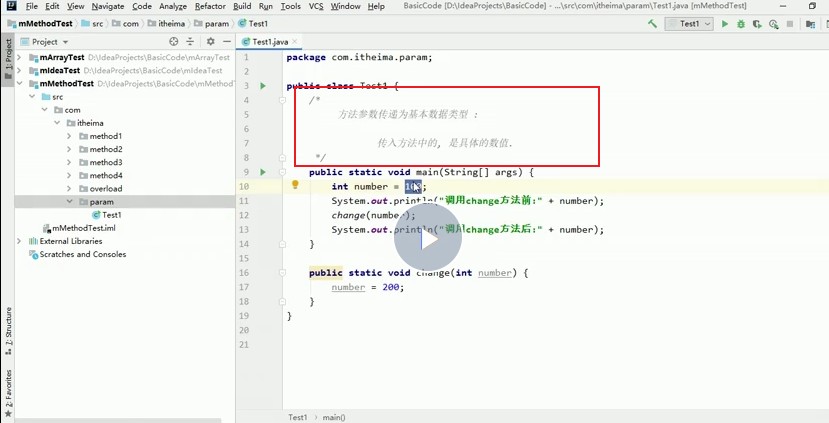 File Edit View Navigate Code Analyze Refactor Build Run Tools VCS Window Help BasicCode [D:\IdeaProjects\BasicCode] - ...\src\com\itheima\param\Test1.java [mMethodTest]
mMethodTest src com itheima param Test1 Test1
Project
Test1.java
1: Project
mArrayTest D:\IdeaProjects\BasicCode\mArrayTest
mIdeaTest D:\IdeaProjects\BasicCode\mIdeaTest
mMethodTest D:\IdeaProjects\BasicCode\mMethod
src
com
itheima
method1
method2
method3
method4
overload
param
Test1
mMethodTest.iml
External Libraries
Scratches and Consoles
7: Structure
2: Favorites
1 package com.itheima.param;
2
3 public class Test1 {
4 /*
5 方法参数传递为基本数据类型 :
6
7 传入方法中的, 是具体的数值.
8 */
9 public static void main(String[] args) {
10 int number = 100;
11 System.out.println("调用change方法前:" + number);
12 change(number);
13 System.out.println("调用change方法后:" + number);
14 }
15
16 public static void change(int number) {
17 number = 200;
18 }
19 }
20
21
Test1 main()